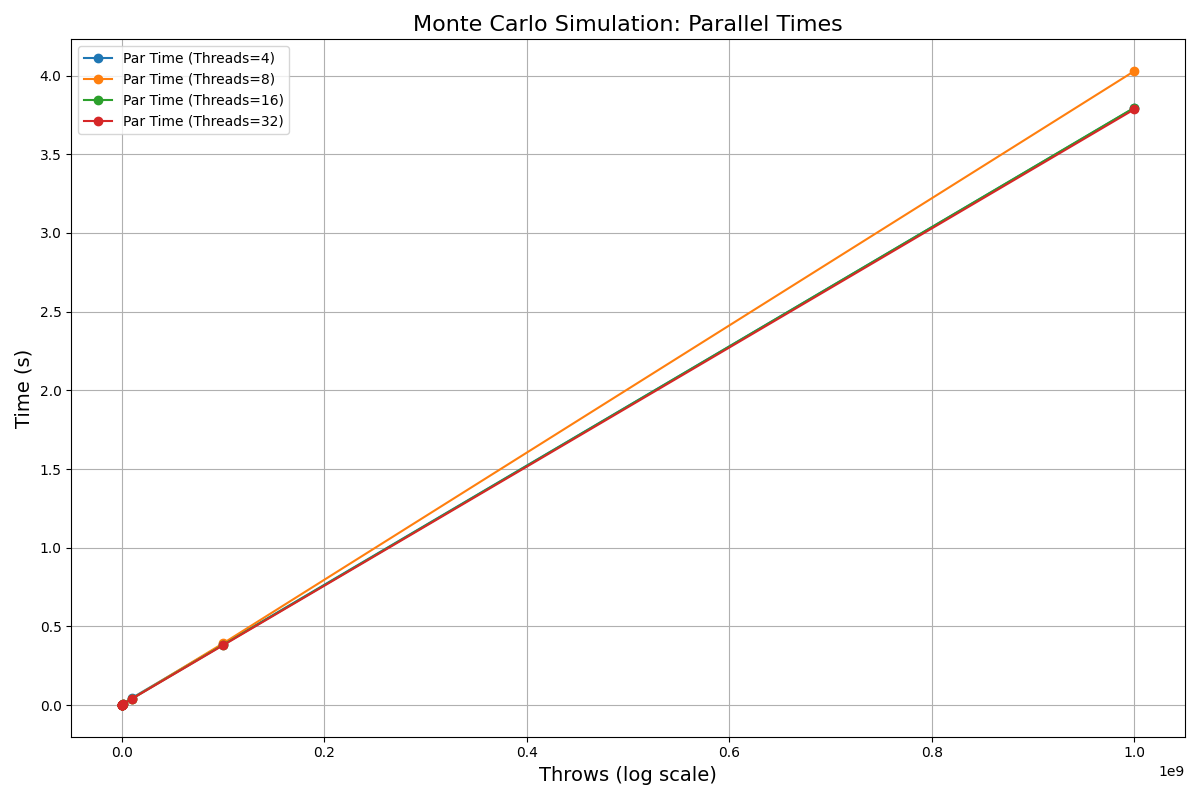 Monte Carlo Simulation: Parallel Times
Par Time (Threads=4)
Par Time (Threads=8)
Par Time (Threads=16)
Par Time (Threads=32)
Time (s)
4.0
3.5
3.0
2.5
2.0
1.5
1.0
0.5
0.0
0.0 0.2 0.4 0.6 0.8 1.0
1e9
Throws (log scale)